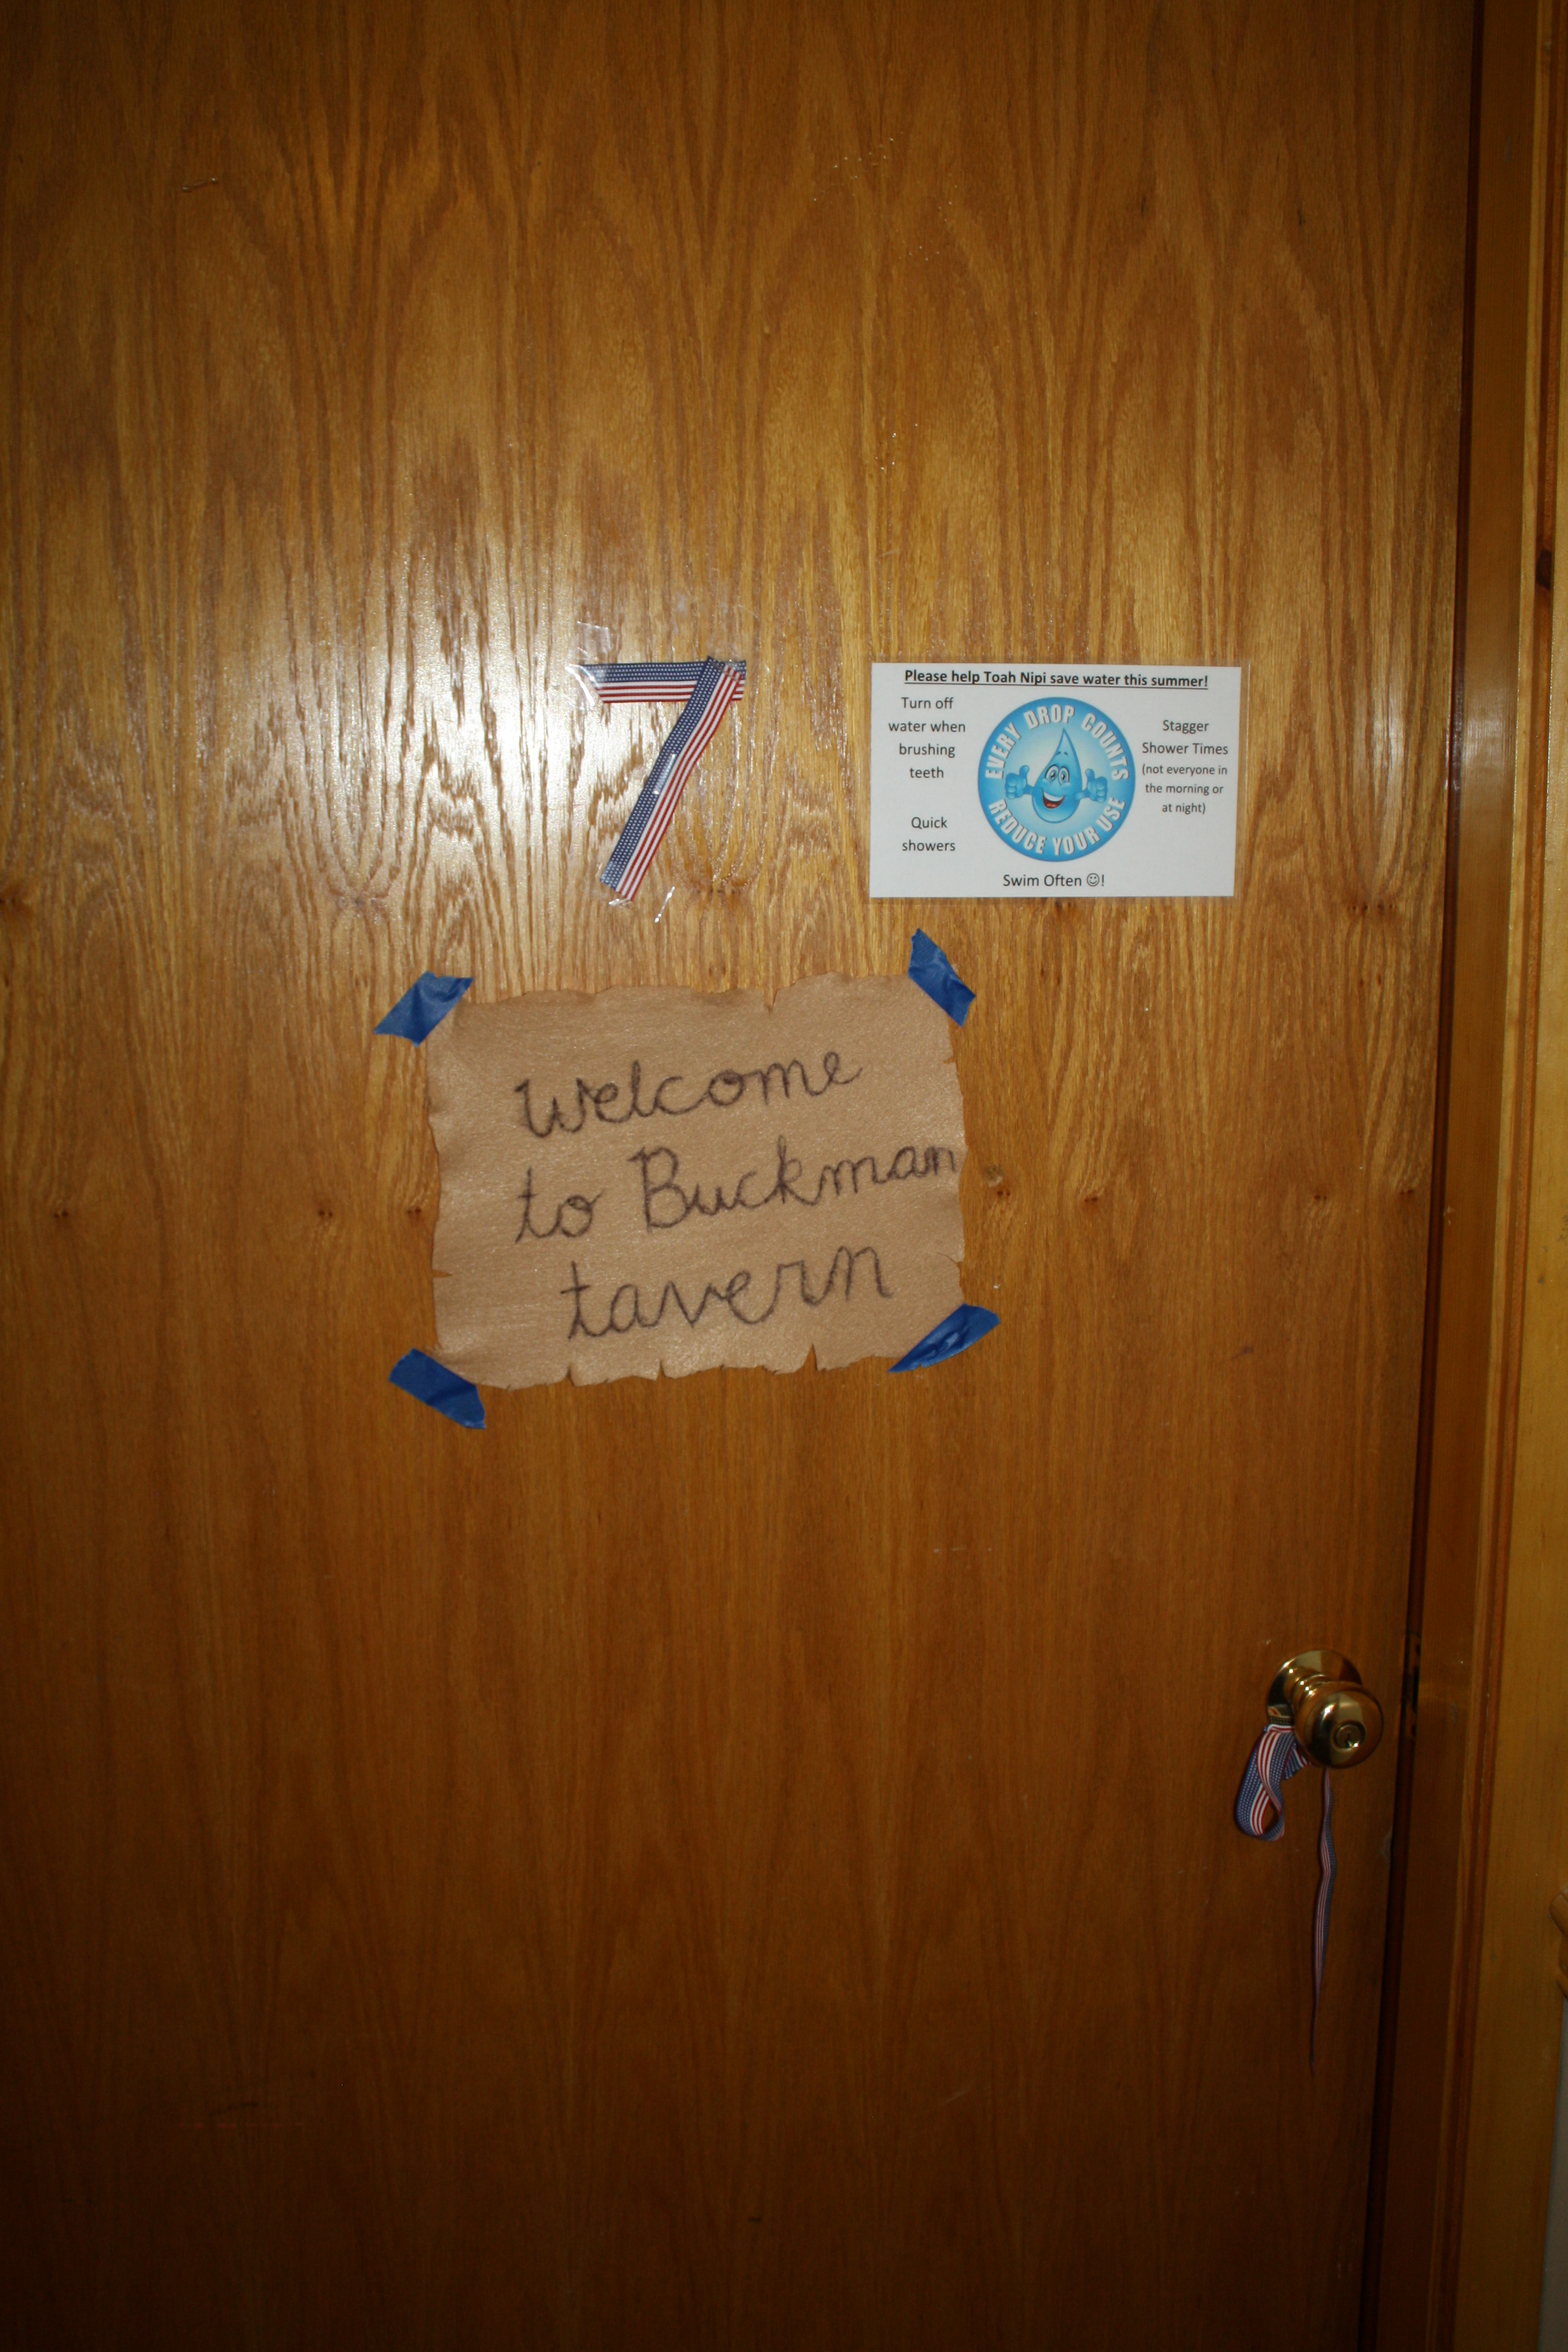 7
Please help Toah Nipi save water this summer!
Turn off
water when
brushing
teeth
Quick
showers
EVERY DROP COUNTS
REDUCE YOUR USE
Stagger
Shower Times
(not everyone in
the morning or
at night)
Swim Often ☺!
Welcome
to Buckman
tavern